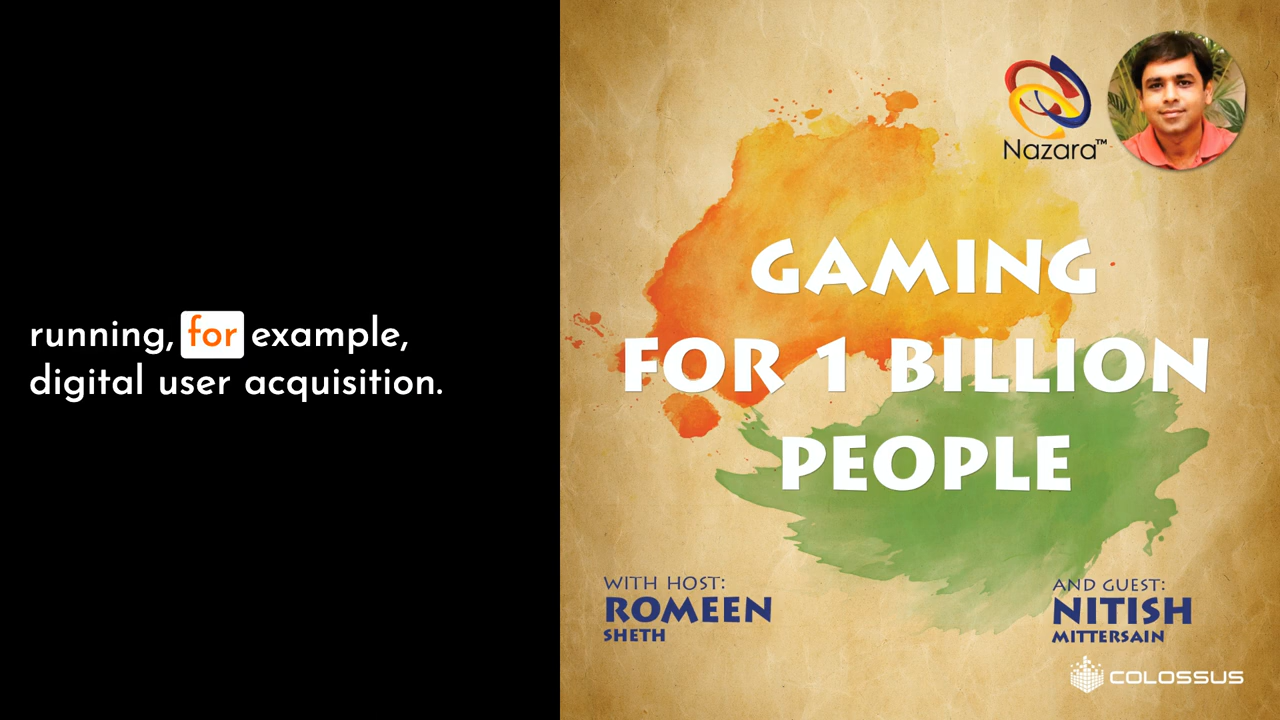 running, for example,
digital user acquisition.
Nazara™
GAMING
FOR 1 BILLION
PEOPLE
WITH HOST:
ROMEEN
SHETH
AND GUEST:
NITISH
MITTERSAIN
COLOSSUS